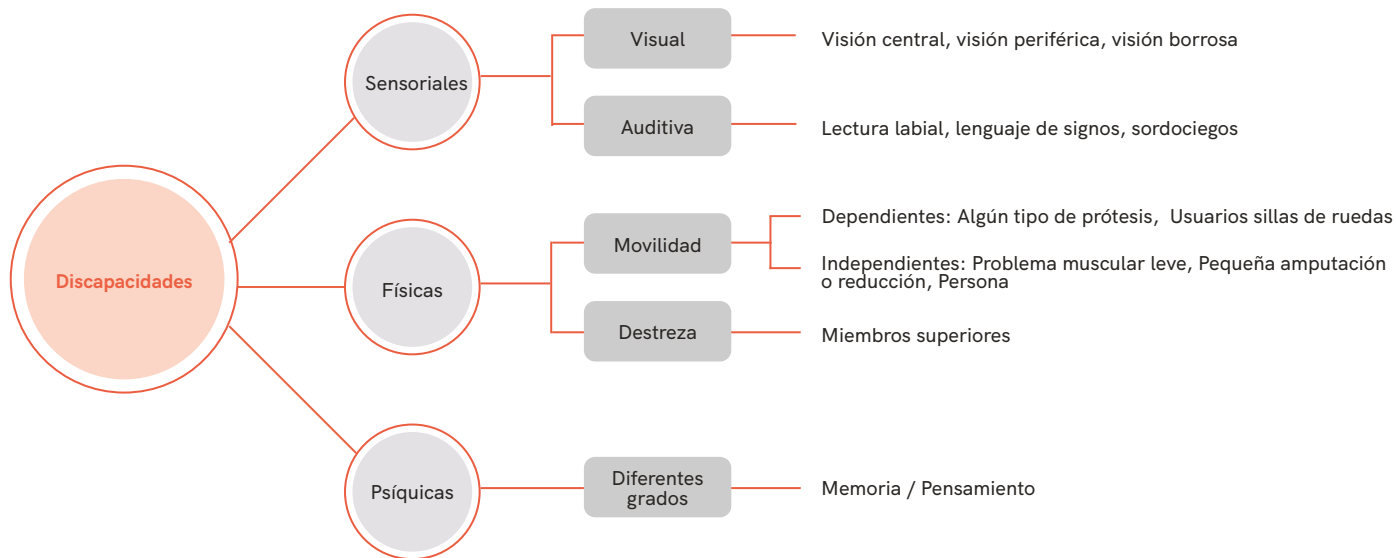 Discapacidades
Sensoriales
Visual
Visión central, visión periférica, visión borrosa
Auditiva
Lectura labial, lenguaje de signos, sordociegos
Físicas
Movilidad
Dependientes: Algún tipo de prótesis, Usuarios sillas de ruedas
Independientes: Problema muscular leve, Pequeña amputación
o reducción, Persona
Destreza
Miembros superiores
Psíquicas
Diferentes
grados
Memoria / Pensamiento